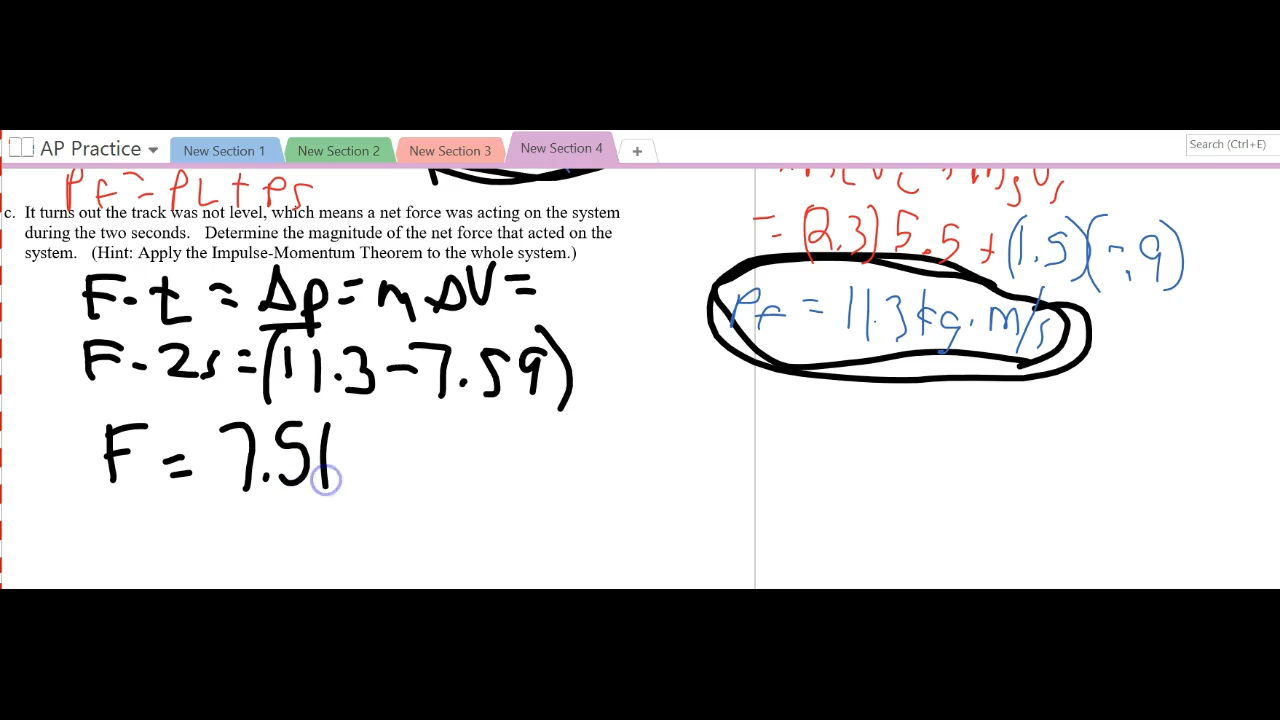 AP Practice New Section 1 New Section 2 New Section 3 New Section 4 + Search (Ctrl+E)
PF = PL + PS
c. It turns out the track was not level, which means a net force was acting on the system
during the two seconds. Determine the magnitude of the net force that acted on the
system. (Hint: Apply the Impulse-Momentum Theorem to the whole system.)
F · t = Δp = m · ΔV =
F · 2s = (11.3 - 7.59)
F = 7.51
= (2.3) 5.5 + (1.5)(-.9)
PF = 11.3 kg · m/s